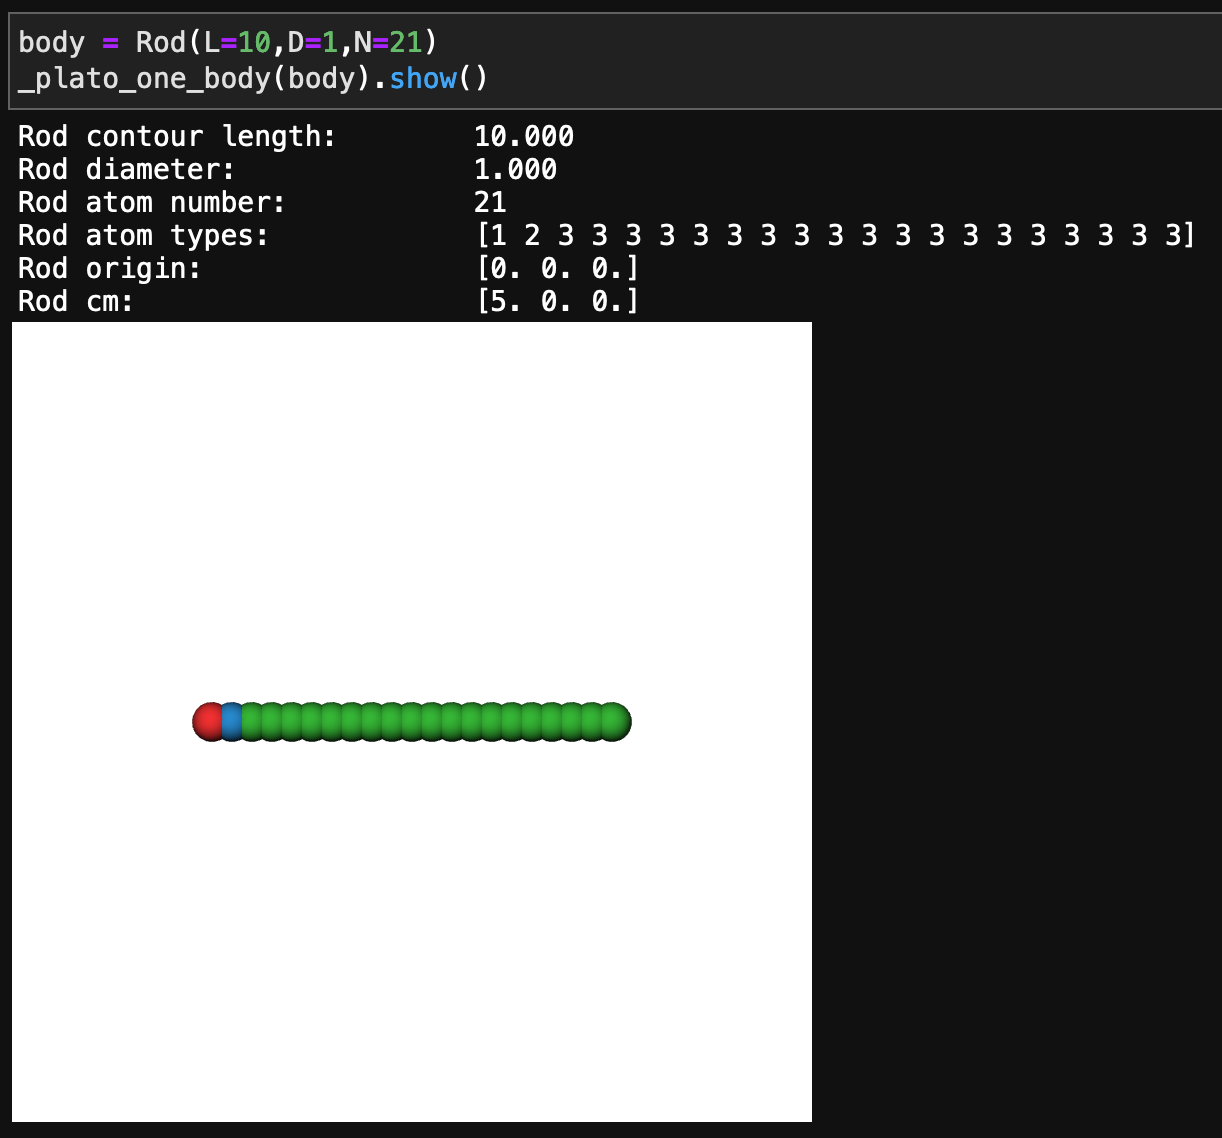 body = Rod(L=10,D=1,N=21)
_plato_one_body(body).show()
Rod contour length: 10.000
Rod diameter: 1.000
Rod atom number: 21
Rod atom types: [1 2 3 3 3 3 3 3 3 3 3 3 3 3 3 3 3 3 3 3 3]
Rod origin: [0. 0. 0.]
Rod cm: [5. 0. 0.]